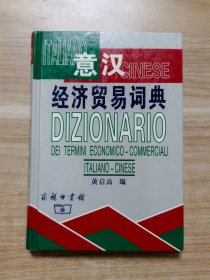 ITALIANO
意汉
CINESE
经济贸易词典
DIZIONARIO
DEI TERMINI ECONOMICO-COMMERCIALI
ITALIANO-CINESE
黄启高 编
商务印书馆